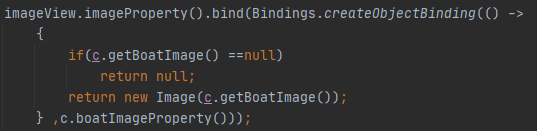 imageView.imageProperty().bind(Bindings.createObjectBinding(() ->
{
if(c.getBoatImage() ==null)
return null;
return new Image(c.getBoatImage());
} ,c.boatImageProperty()));